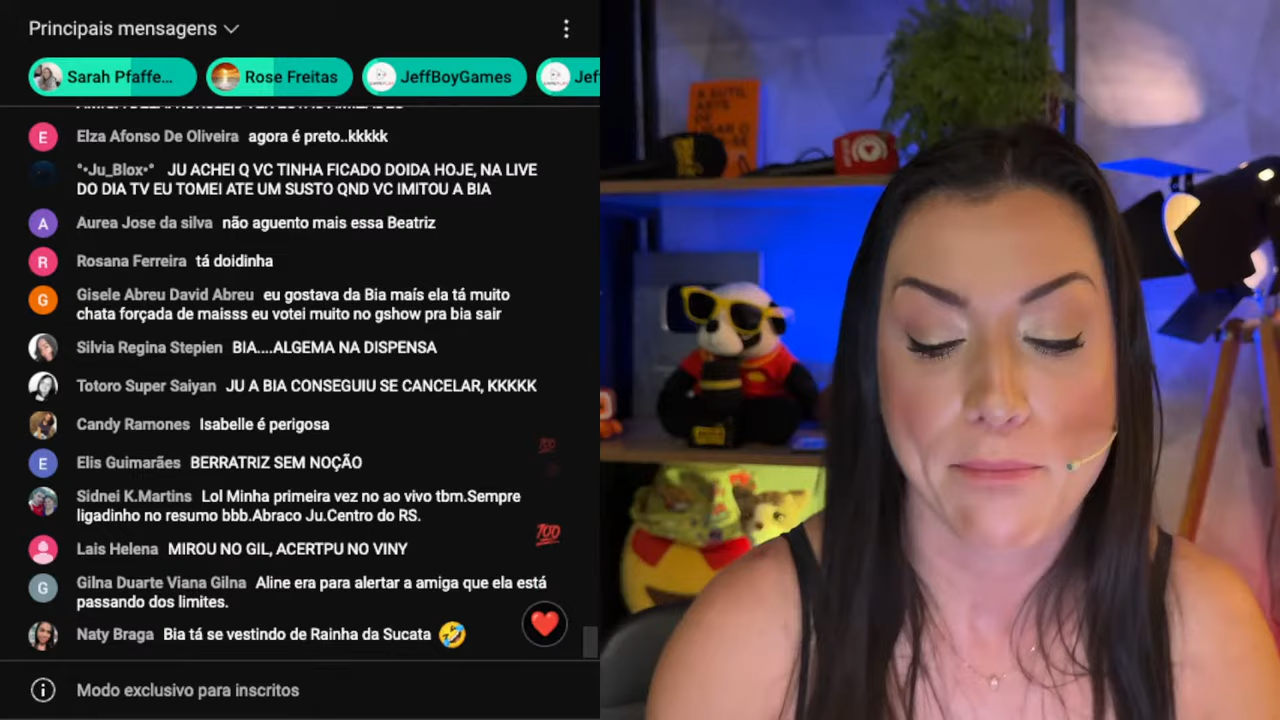 Principais mensagens
Sarah Pfaffe...
Rose Freitas
JeffBoyGames
Jef
Elza Afonso De Oliveira agora é preto..kkkkk
°•Ju_Blox•° JU ACHEI Q VC TINHA FICADO DOIDA HOJE, NA LIVE
DO DIA TV EU TOMEI ATE UM SUSTO QND VC IMITOU A BIA
A Aurea Jose da silva não aguento mais essa Beatriz
R Rosana Ferreira tá doidinha
G Gisele Abreu David Abreu eu gostava da Bia maís ela tá muito
chata forçada de maisss eu votei muito no gshow pra bia sair
Silvia Regina Stepien BIA....ALGEMA NA DISPENSA
Totoro Super Saiyan JU A BIA CONSEGUIU SE CANCELAR, KKKKK
Candy Ramones Isabelle é perigosa
E Elis Guimarães BERRATRIZ SEM NOÇÃO
Sidnei K.Martins Lol Minha primeira vez no ao vivo tbm.Sempre
ligadinho no resumo bbb.Abraco Ju.Centro do RS.
Lais Helena MIROU NO GIL, ACERTPU NO VINY
G Gilna Duarte Viana Gilna Aline era para alertar a amiga que ela está
passando dos limites.
Naty Braga Bia tá se vestindo de Rainha da Sucata 🤣
Modo exclusivo para inscritos
A SUTIL
ARTE
DE